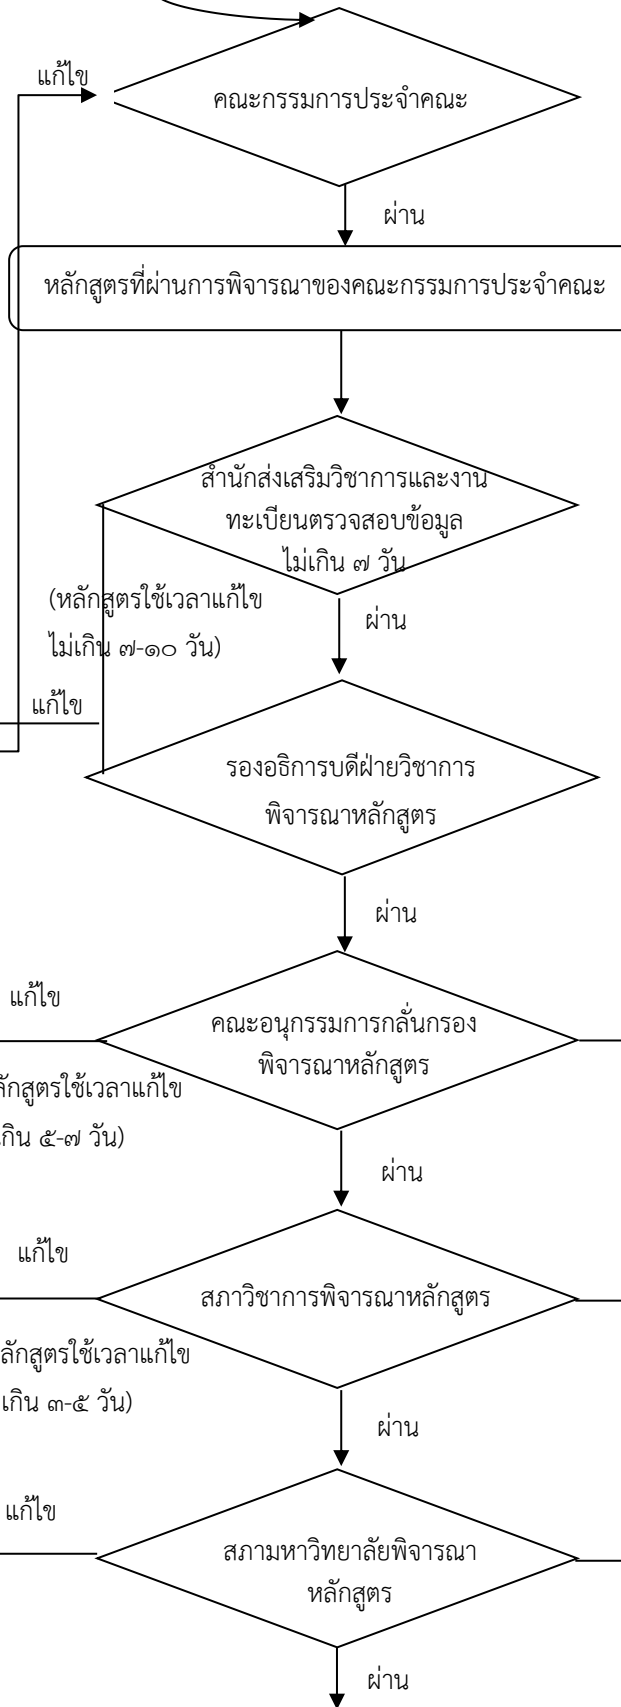 แก้ไข
คณะกรรมการประจำคณะ
ผ่าน
หลักสูตรที่ผ่านการพิจารณาของคณะกรรมการประจำคณะ
สำนักส่งเสริมวิชาการและงาน
ทะเบียนตรวจสอบข้อมูล
ไม่เกิน ๗ วัน
(หลักสูตรใช้เวลาแก้ไข
ไม่เกิน ๗-๑๐ วัน)
ผ่าน
แก้ไข
รองอธิการบดีฝ่ายวิชาการ
พิจารณาหลักสูตร
ผ่าน
แก้ไข
คณะอนุกรรมการกลั่นกรอง
พิจารณาหลักสูตร
ลักสูตรใช้เวลาแก้ไข
เกิน ๕-๗ วัน)
ผ่าน
แก้ไข
สภาวิชาการพิจารณาหลักสูตร
ลักสูตรใช้เวลาแก้ไข
เกิน ๓-๕ วัน)
ผ่าน
แก้ไข
สภามหาวิทยาลัยพิจารณา
หลักสูตร
ผ่าน